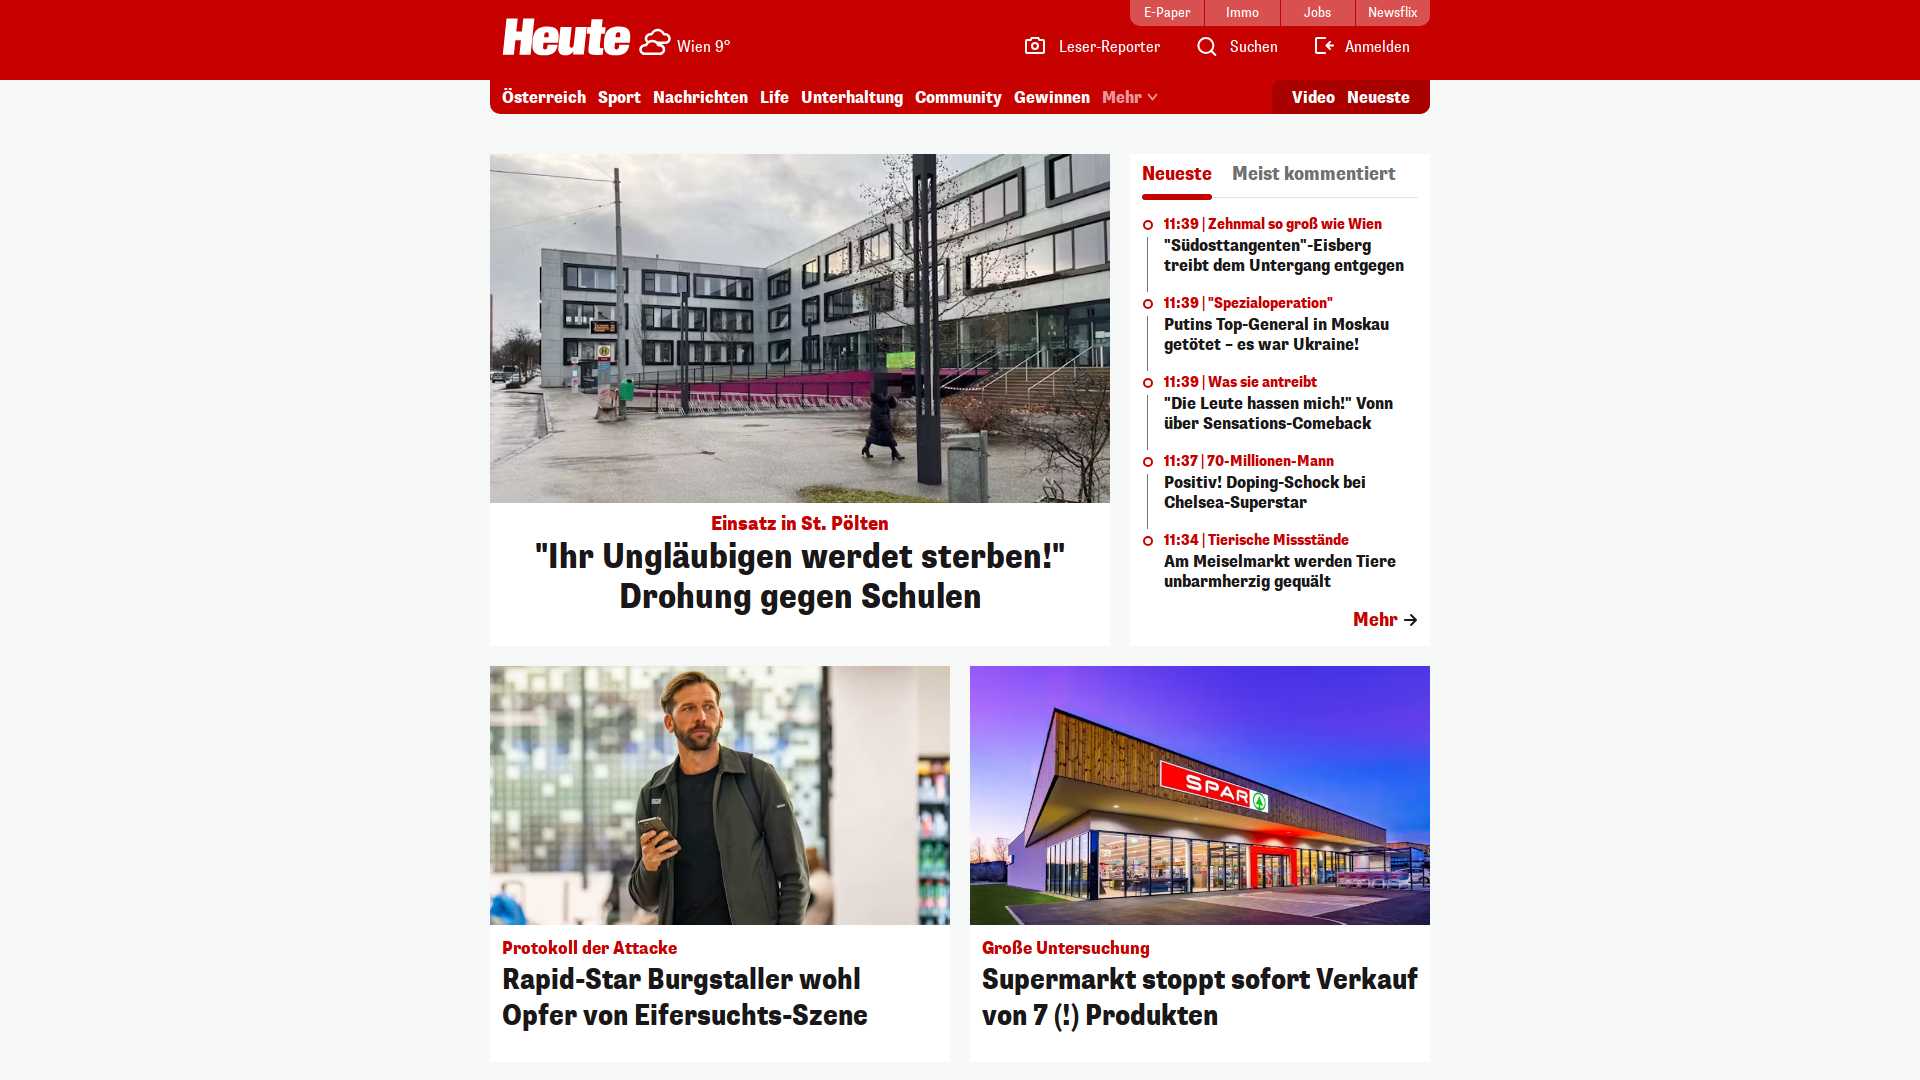 E-Paper
Immo
Jobs
Newsflix
Heute
Wien 9°
Leser-Reporter
Suchen
Anmelden
Österreich
Sport
Nachrichten
Life
Unterhaltung
Community
Gewinnen
Mehr
Video
Neueste
Einsatz in St. Pölten
"Ihr Ungläubigen werdet sterben!"
Drohung gegen Schulen
Neueste
Meist kommentiert
11:39 | Zehnmal so groß wie Wien
"Südosttangenten"-Eisberg
treibt dem Untergang entgegen
11:39 | "Spezialoperation"
Putins Top-General in Moskau
getötet – es war Ukraine!
11:39 | Was sie antreibt
"Die Leute hassen mich!" Vonn
über Sensations-Comeback
11:37 | 70-Millionen-Mann
Positiv! Doping-Schock bei
Chelsea-Superstar
11:34 | Tierische Missstände
Am Meiselmarkt werden Tiere
unbarmherzig gequält
Mehr
Protokoll der Attacke
Rapid-Star Burgstaller wohl
Opfer von Eifersuchts-Szene
SPAR
Große Untersuchung
Supermarkt stoppt sofort Verkauf
von 7 (!) Produkten